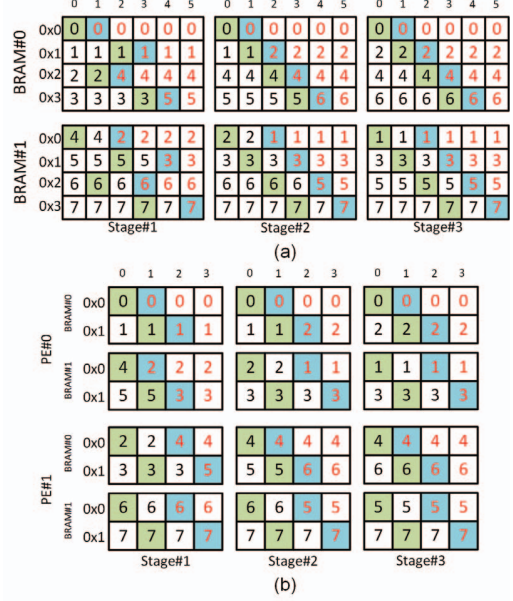 0 1 2 3 4 5 0 1 2 3 4 5 0 1 2 3 4 5
BRAM#0
0x0 0 0 0 0 0 0 0 0 0 0 0 0 0 0 0 0 0 0
0x1 1 1 1 1 1 1 1 1 2 2 2 2 2 2 2 2 2 2
0x2 2 2 4 4 4 4 4 4 4 4 4 4 4 4 4 4 4 4
0x3 3 3 3 3 5 5 5 5 5 5 6 6 6 6 6 6 6 6
BRAM#1
0x0 4 4 2 2 2 2 2 2 1 1 1 1 1 1 1 1 1 1
0x1 5 5 5 5 3 3 3 3 3 3 3 3 3 3 3 3 3 3
0x2 6 6 6 6 6 6 6 6 6 6 5 5 5 5 5 5 5 5
0x3 7 7 7 7 7 7 7 7 7 7 7 7 7 7 7 7 7 7
Stage#1 Stage#2 Stage#3
(a)
0 1 2 3 0 1 2 3 0 1 2 3
PE#0
BRAM#0
0x0 0 0 0 0 0 0 0 0 0 0 0 0
0x1 1 1 1 1 1 1 2 2 2 2 2 2
BRAM#1
0x0 4 2 2 2 2 2 1 1 1 1 1 1
0x1 5 5 3 3 3 3 3 3 3 3 3 3
PE#1
BRAM#0
0x0 2 2 4 4 4 4 4 4 4 4 4 4
0x1 3 3 3 5 5 5 6 6 6 6 6 6
BRAM#1
0x0 6 6 6 6 6 6 5 5 5 5 5 5
0x1 7 7 7 7 7 7 7 7 7 7 7 7
Stage#1 Stage#2 Stage#3
(b)